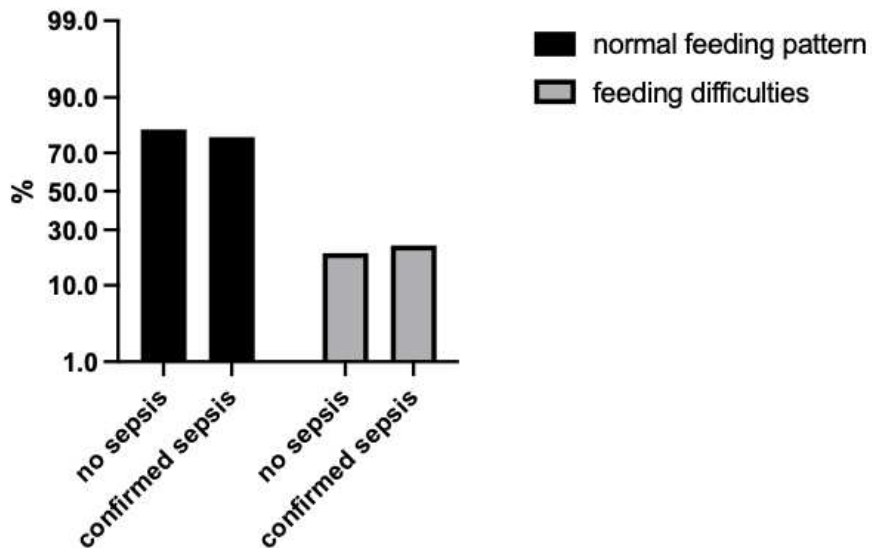 99.0
90.0
70.0
50.0
30.0
10.0
1.0
%
no sepsis
confirmed sepsis
no sepsis
confirmed sepsis
normal feeding pattern
feeding difficulties